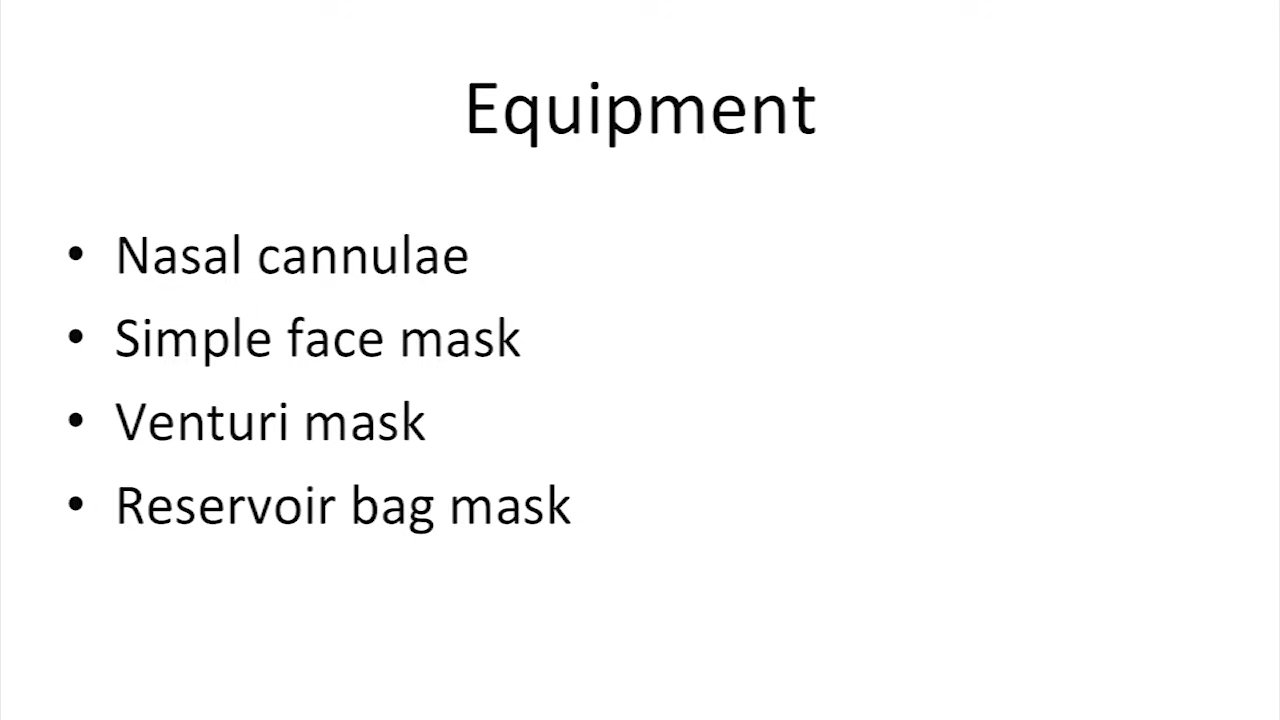 Equipment
• Nasal cannulae
• Simple face mask
• Venturi mask
• Reservoir bag mask